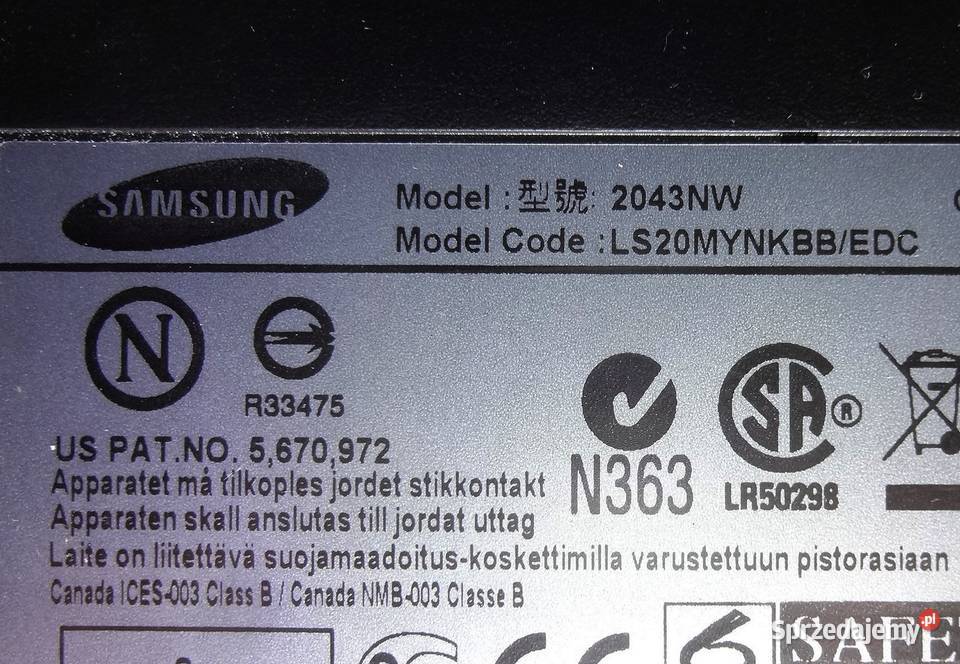 SAMSUNG
Model : 型號: 2043NW
Model Code : LS20MYNKBB/EDC
N
R33475
US PAT.NO. 5,670,972
N363
SA ®
LR50298
Apparatet må tilkoples jordet stikkontakt
Apparaten skall anslutas till jordat uttag
Laite on liitettävä suojamaadoitus-koskettimilla varustettuun pistorasiaan
Canada ICES-003 Class B / Canada NMB-003 Classe B
Sprzedajemy.pl